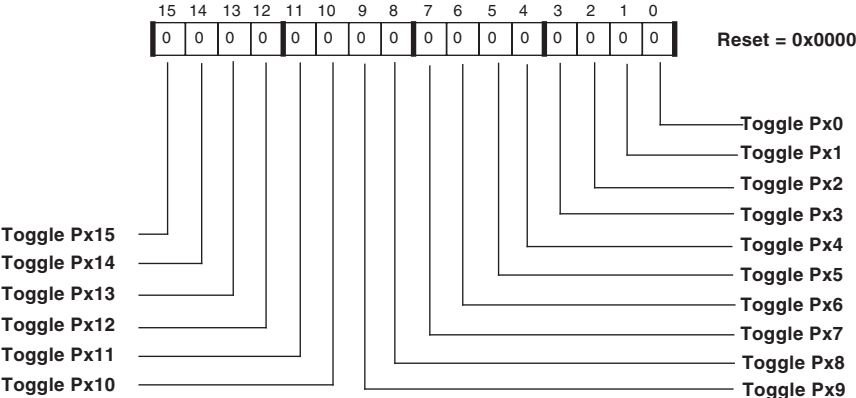 15 14 13 12 11 10 9 8 7 6 5 4 3 2 1 0
0 0 0 0 0 0 0 0 0 0 0 0 0 0 0 0
Reset = 0x0000
Toggle Px0
Toggle Px1
Toggle Px2
Toggle Px3
Toggle Px4
Toggle Px5
Toggle Px6
Toggle Px7
Toggle Px8
Toggle Px9
Toggle Px15
Toggle Px14
Toggle Px13
Toggle Px12
Toggle Px11
Toggle Px10